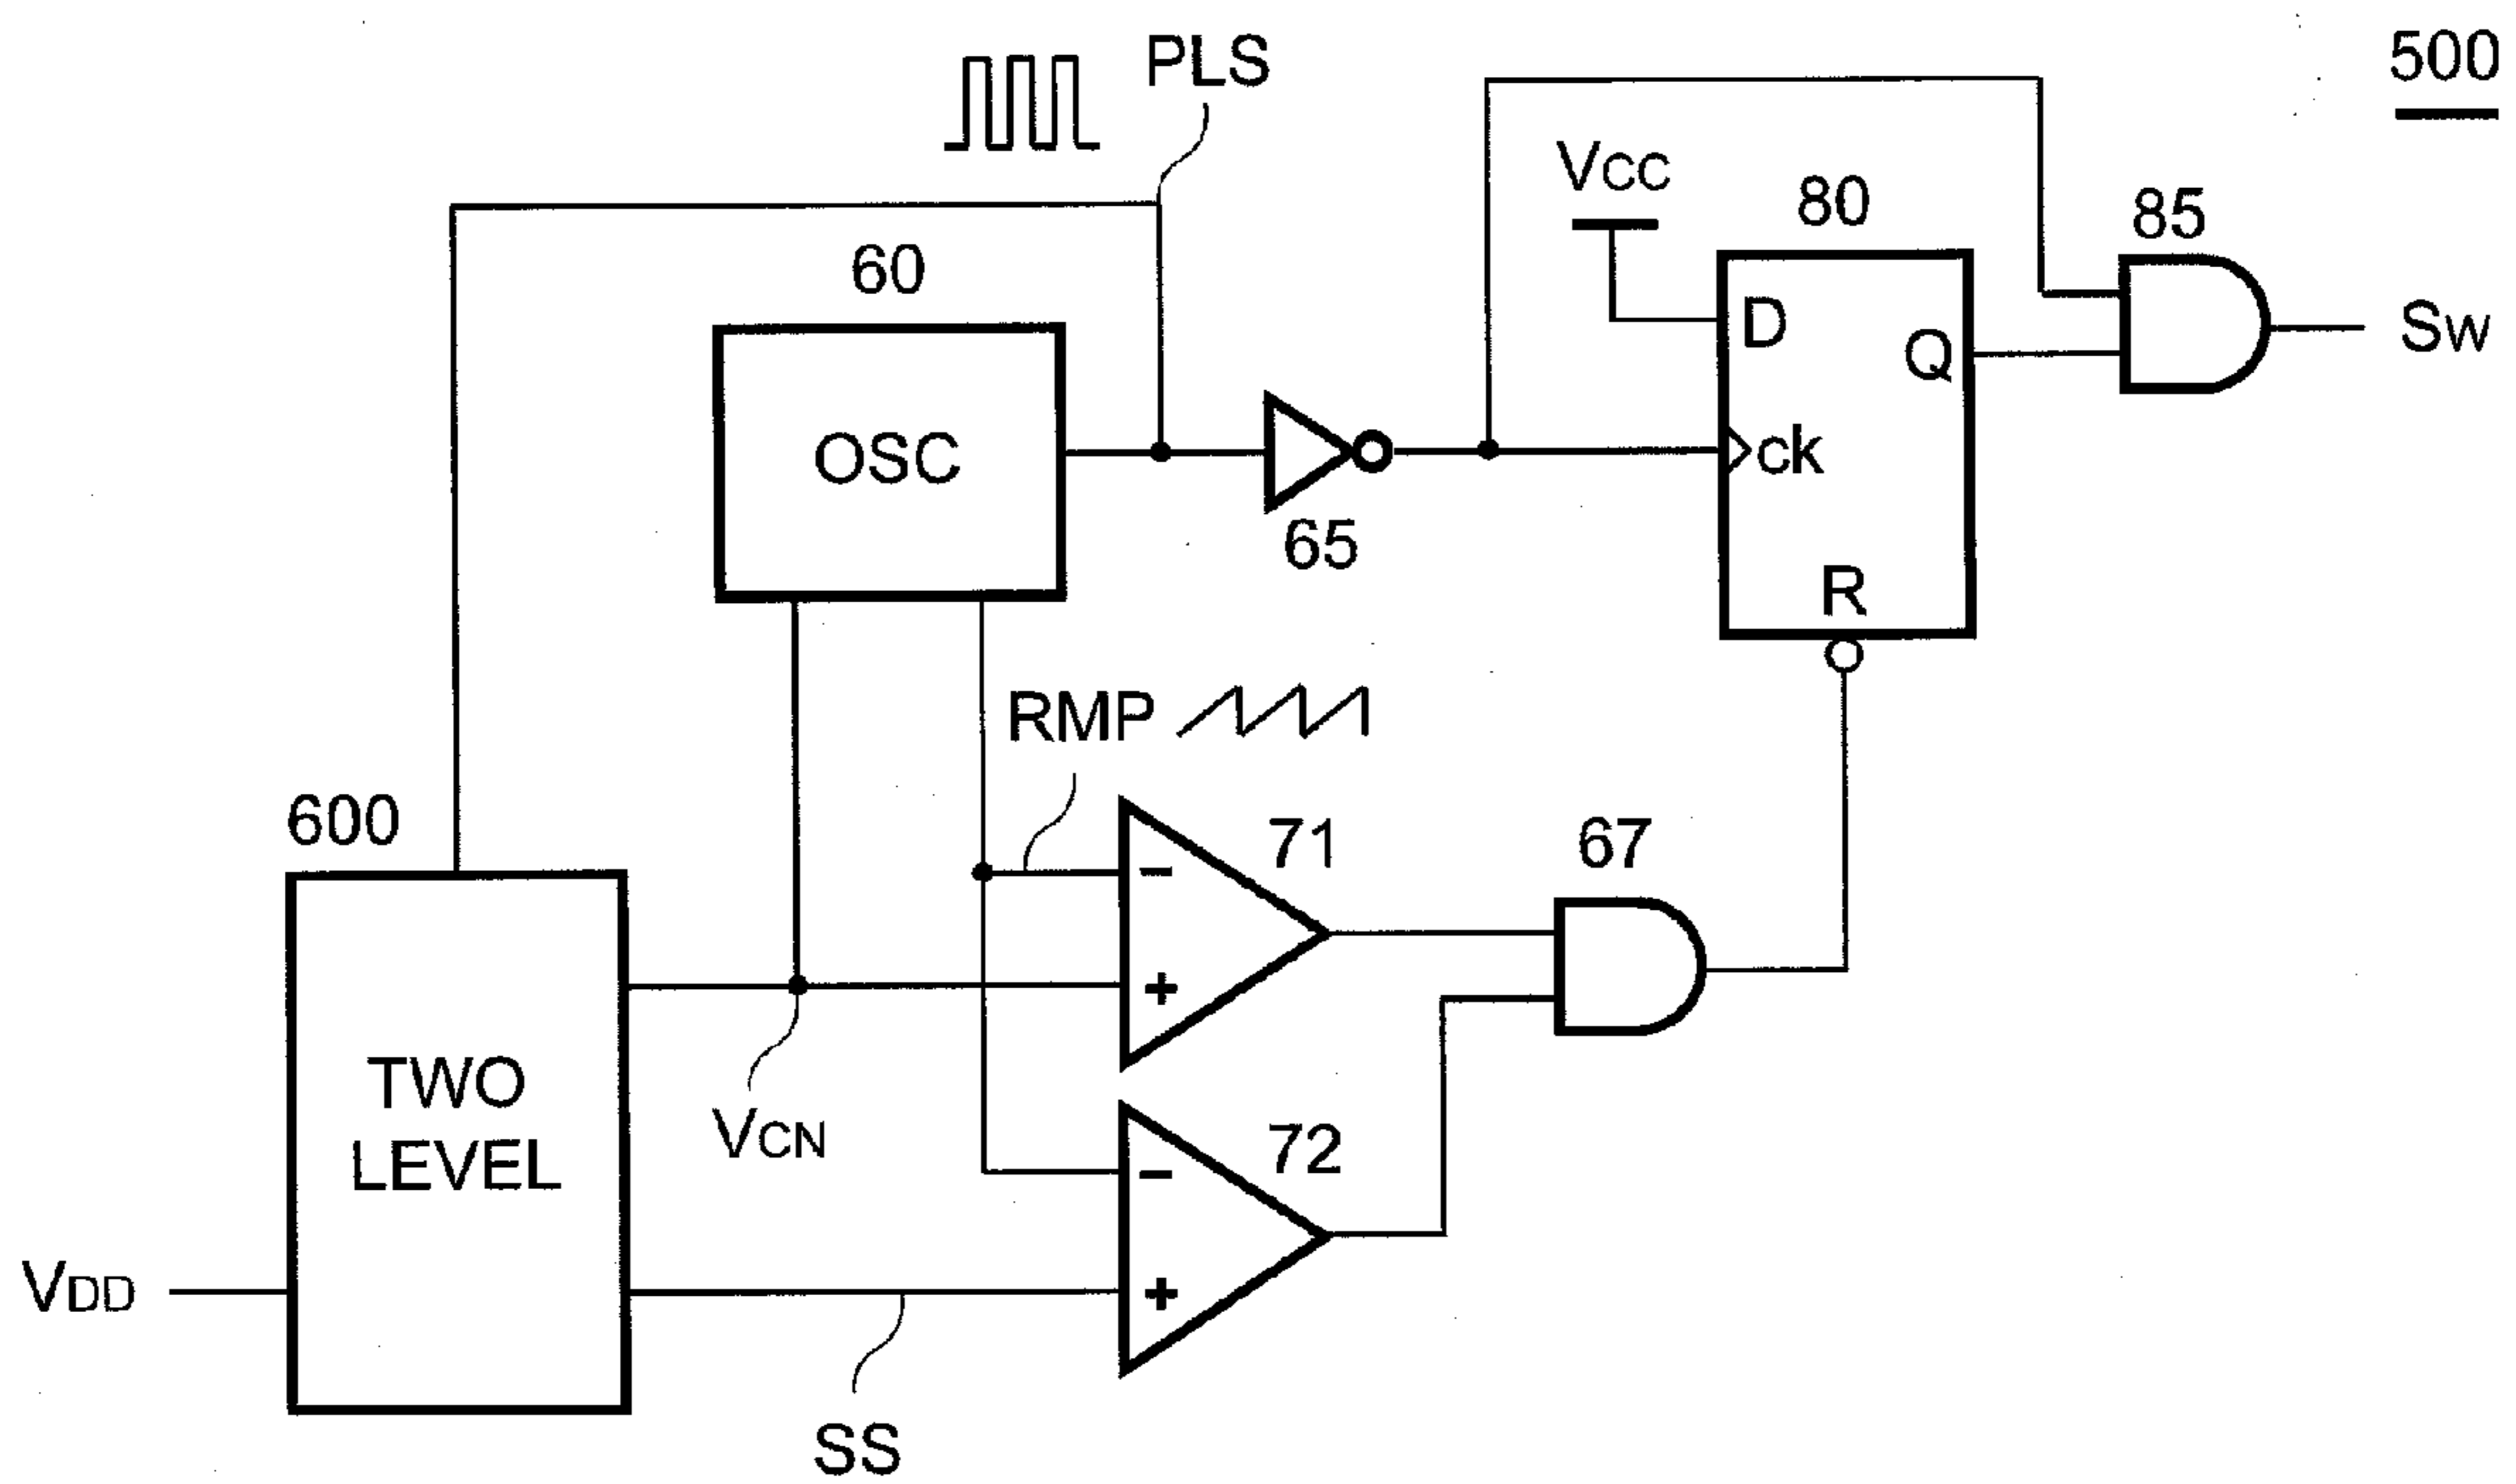 PLS
500
VCC
80
85
60
D
Q
SW
OSC
ck
65
R
RMP
600
71
67
−
+
TWO
LEVEL
VCN
72
−
+
VDD
SS